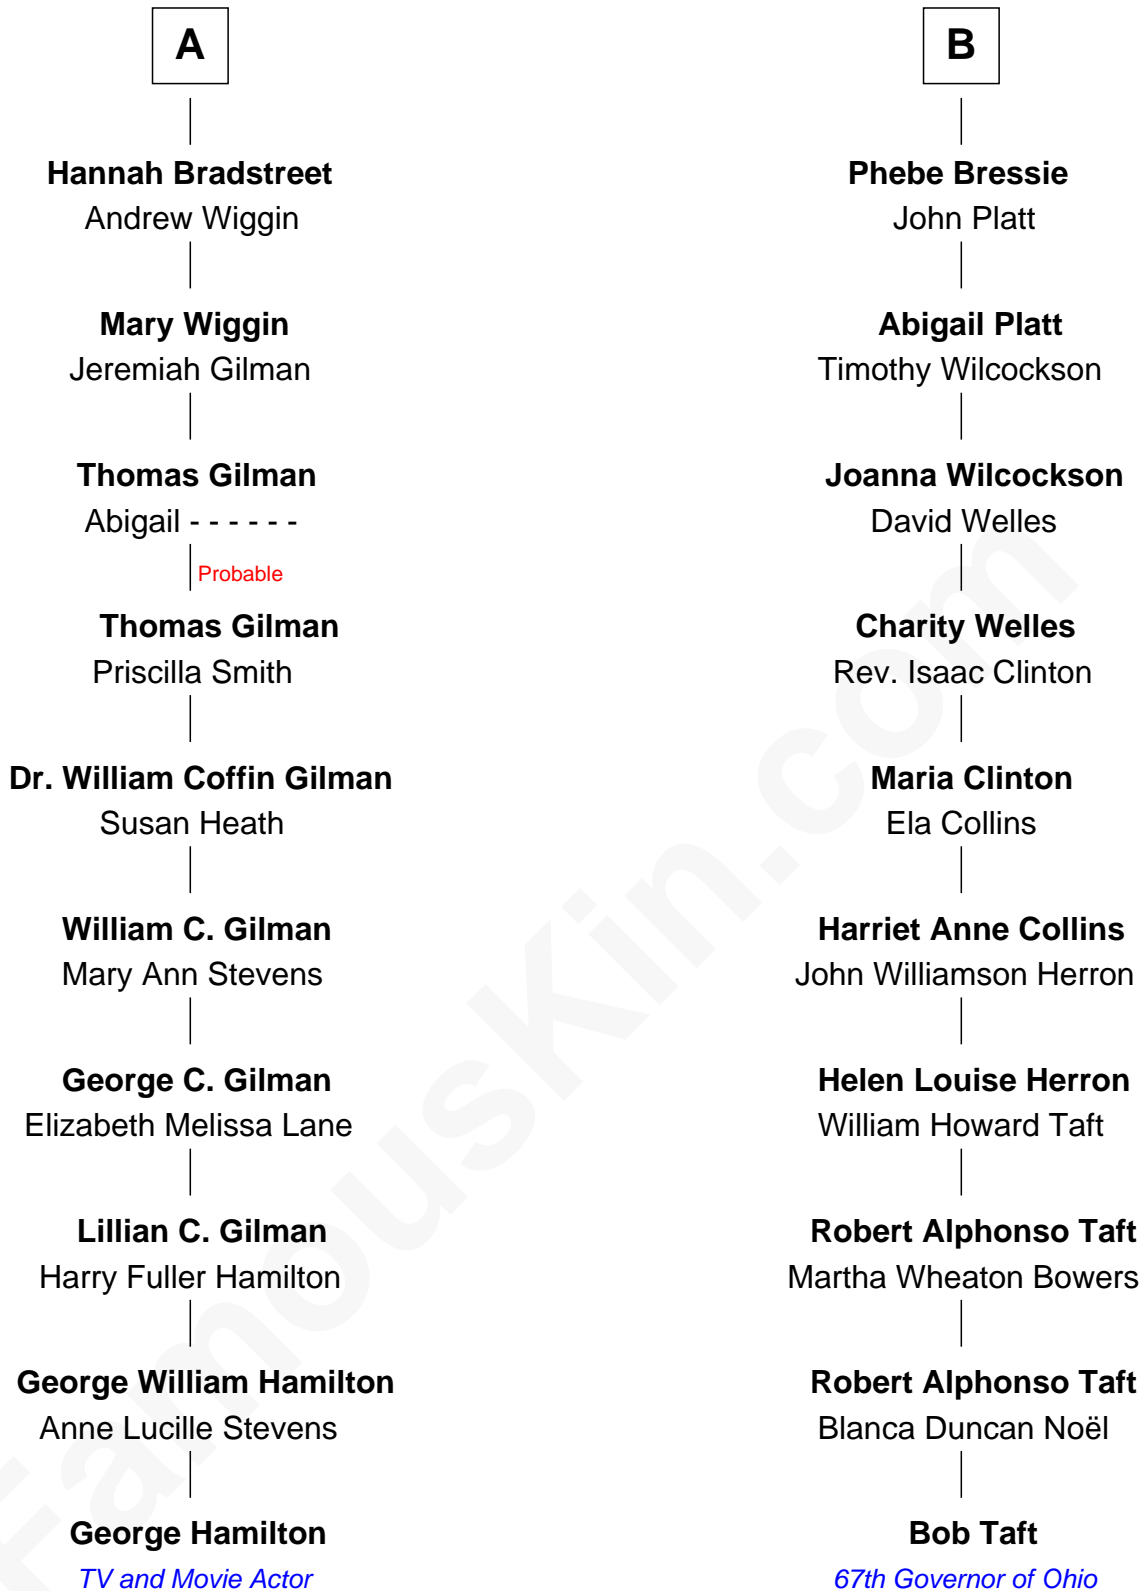 A
Hannah Bradstreet
Andrew Wiggin
Mary Wiggin
Jeremiah Gilman
Thomas Gilman
Abigail - - - - - -
Probable
Thomas Gilman
Priscilla Smith
Dr. William Coffin Gilman
Susan Heath
William C. Gilman
Mary Ann Stevens
George C. Gilman
Elizabeth Melissa Lane
Lillian C. Gilman
Harry Fuller Hamilton
George William Hamilton
Anne Lucille Stevens
George Hamilton
TV and Movie Actor
B
Phebe Bressie
John Platt
Abigail Platt
Timothy Wilcockson
Joanna Wilcockson
David Welles
Charity Welles
Rev. Isaac Clinton
Maria Clinton
Ela Collins
Harriet Anne Collins
John Williamson Herron
Helen Louise Herron
William Howard Taft
Robert Alphonso Taft
Martha Wheaton Bowers
Robert Alphonso Taft
Blanca Duncan Noël
Bob Taft
67th Governor of Ohio
FamousKin.com